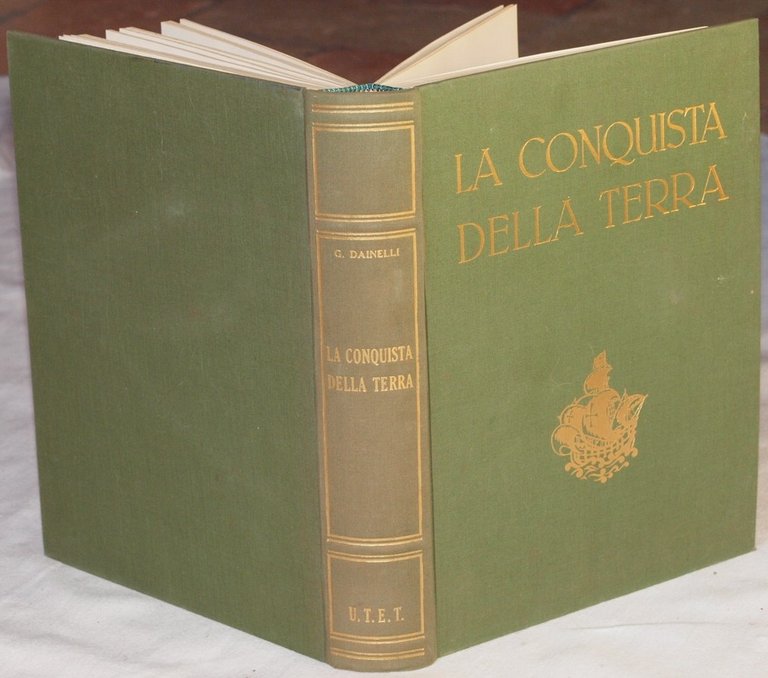 G. DAINELLI
LA CONQUISTA
DELLA TERRA
U.T.E.T.
LA CONQUISTA
DELLA TERRA